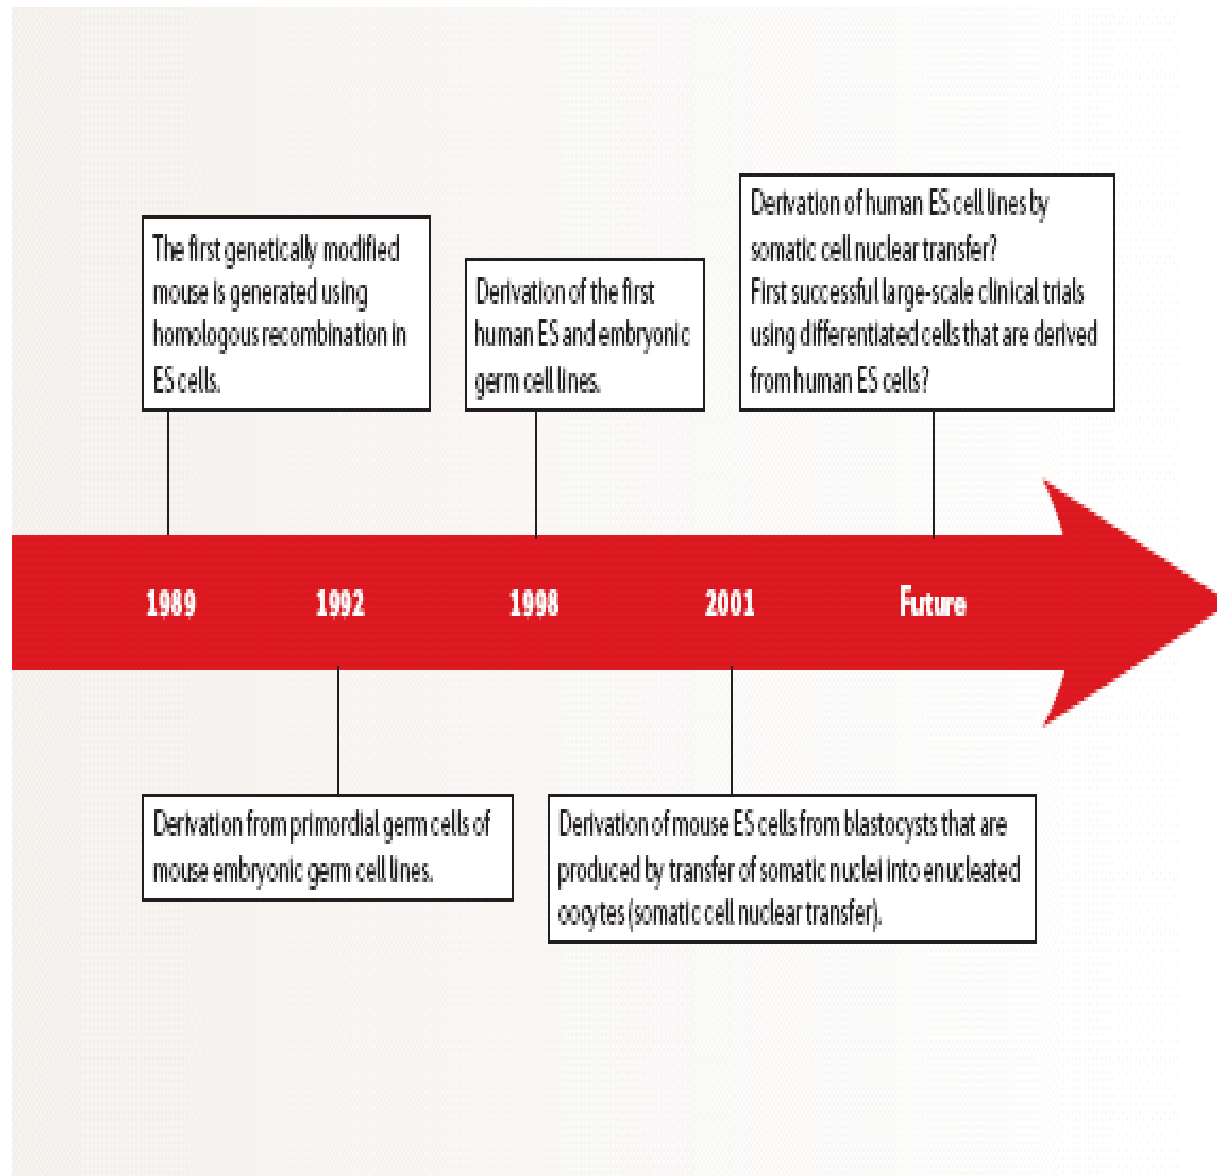 The first genetically modified
mouse is generated using
homologous recombination in
ES cells.
Derivation of the first
human ES and embryonic
germ cell lines.
Derivation of human ES cell lines by
somatic cell nuclear transfer?
First successful large-scale clinical trials
using differentiated cells that are derived
from human ES cells?
1989
1992
1998
2001
Future
Derivation from primordial germ cells of
mouse embryonic germ cell lines.
Derivation of mouse ES cells from blastocysts that are
produced by transfer of somatic nuclei into enucleated
oocytes (somatic cell nuclear transfer).